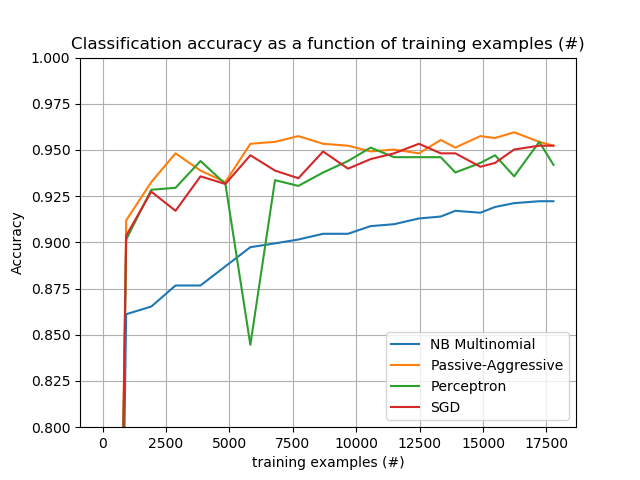 Classification accuracy as a function of training examples (#)
1.000
0.975
0.950
0.925
0.900
0.875
0.850
0.825
0.800
Accuracy
NB Multinomial
Passive-Aggressive
Perceptron
SGD
0 2500 5000 7500 10000 12500 15000 17500
training examples (#)